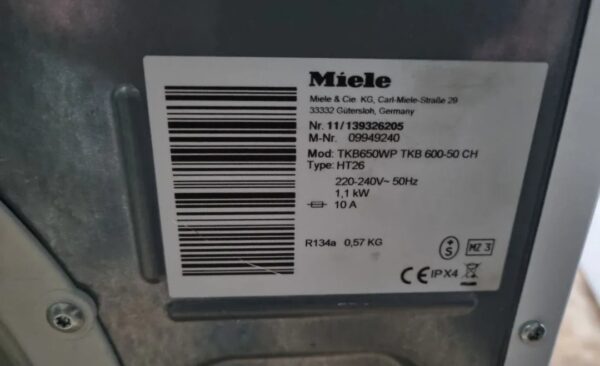 Miele
Miele & Cie. KG, Carl-Miele-Straße 29
33332 Gütersloh, Germany
Nr. 11/139326205
M-Nr. 09949240
Mod: TKB650WP TKB 600-50 CH
Type: HT26
220-240V~ 50Hz
1,1 kW
10 A
R134a 0,57 KG
+
S
MZ 3
CE IPX4